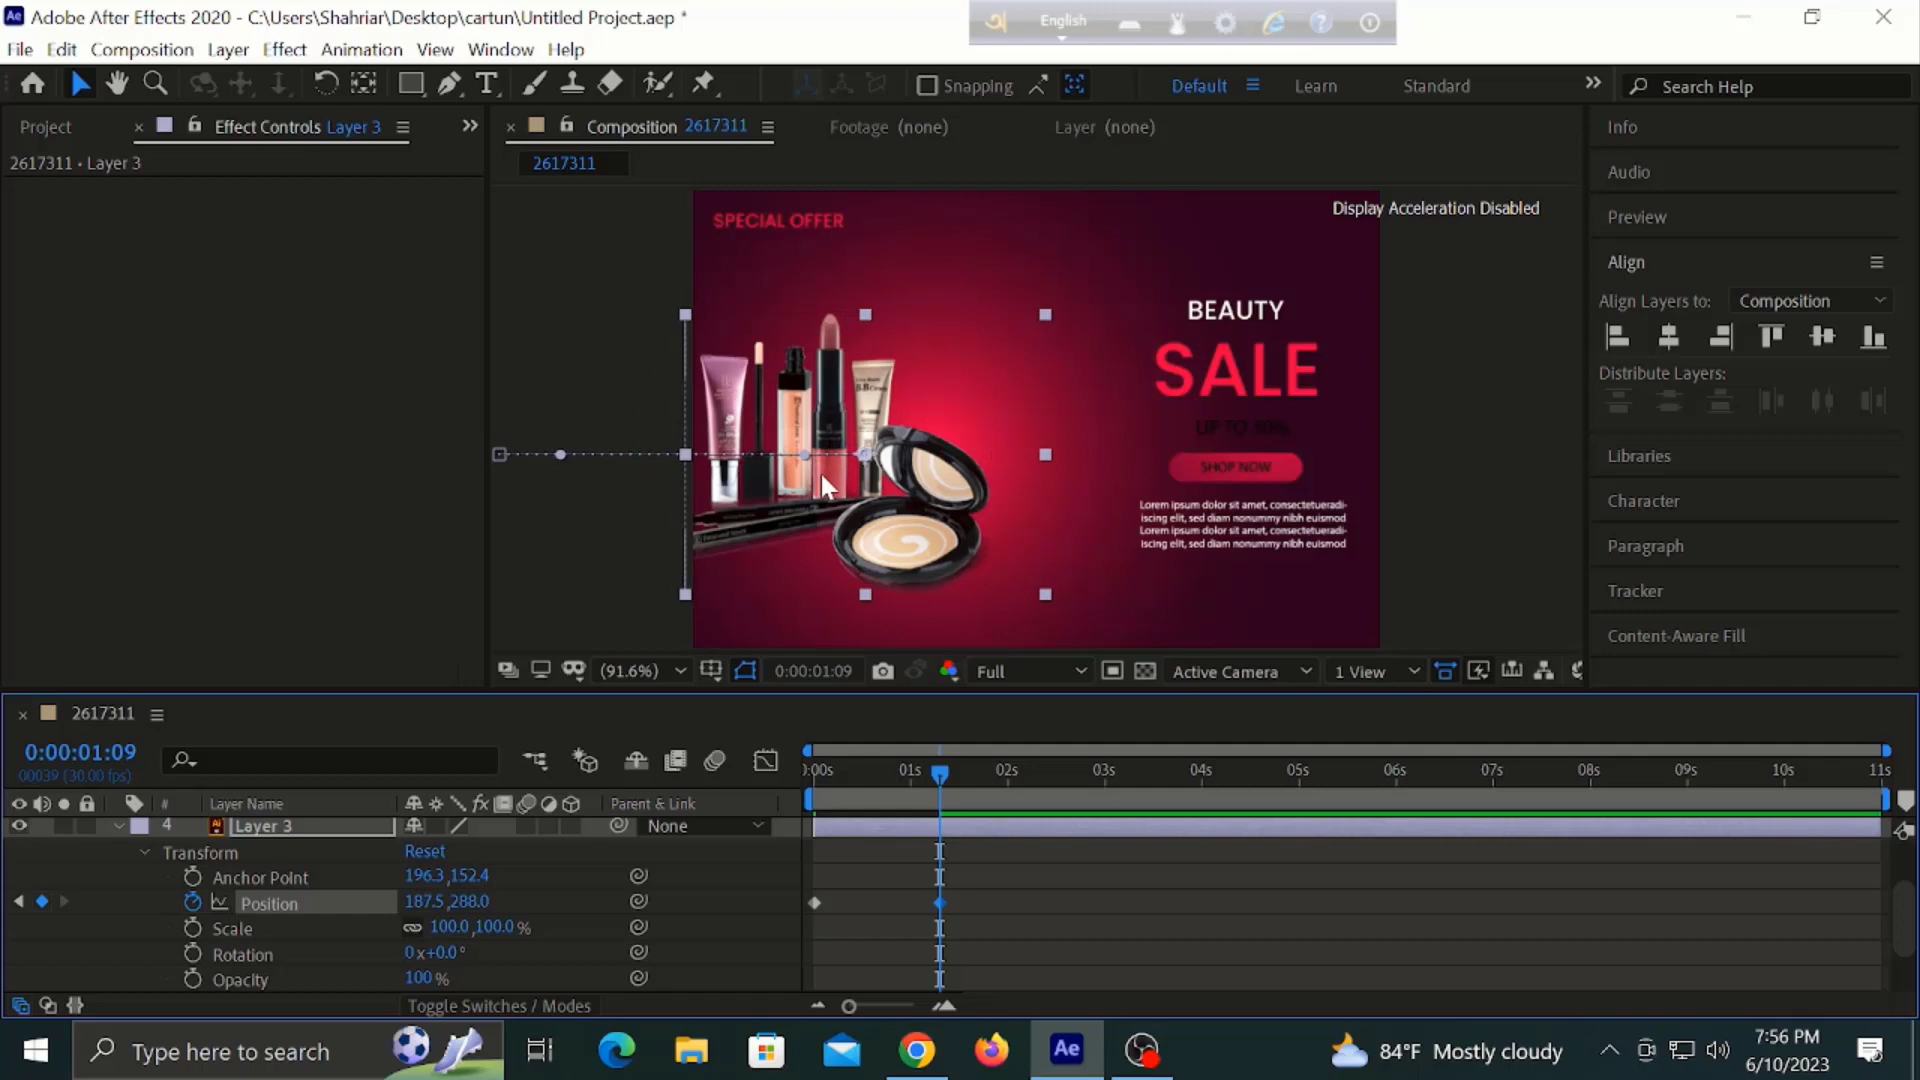 Adobe After Effects 2020 - C:\Users\Shahriar\Desktop\cartun\Untitled Project.aep *
English
File Edit Composition Layer Effect Animation View Window Help
Snapping
Default
Learn
Standard
Search Help
Project
Effect Controls Layer 3
Composition 2617311
Footage (none)
Layer (none)
2617311 • Layer 3
2617311
Info
Audio
Preview
Align
Align Layers to: Composition
Distribute Layers:
Libraries
Character
Paragraph
Tracker
Content-Aware Fill
SPECIAL OFFER
Display Acceleration Disabled
BEAUTY
SALE
UP TO 50%
SHOP NOW
Lorem ipsum dolor sit amet, consectetueradi-
iscing elit, sed diam nonummy nibh euismod
Lorem ipsum dolor sit amet, consectetueradi-
iscing elit, sed diam nonummy nibh euismod
(91.6%)
0:00:01:09
Full
Active Camera
1 View
2617311
0:00:01:09
00039 (30.00 fps)
):00s 01s 02s 03s 04s 05s 06s 07s 08s 09s 10s 11s
# Layer Name
Parent & Link
4 Layer 3
None
Transform
Reset
Anchor Point
196.3,152.4
Position
187.5,288.0
Scale
100.0,100.0%
Rotation
0x+0.0°
Opacity
100%
Toggle Switches / Modes
Type here to search
Ae
84°F Mostly cloudy
7:56 PM
6/10/2023